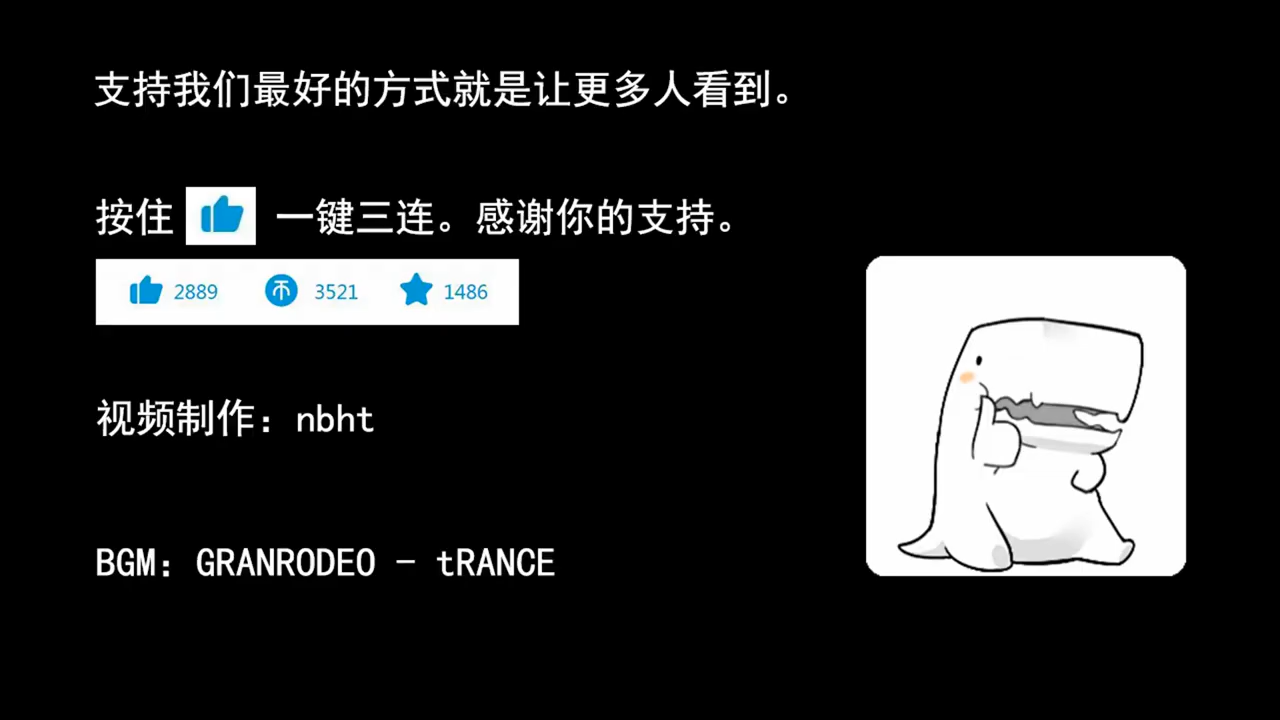 支持我们最好的方式就是让更多人看到。
按住 一键三连。感谢你的支持。
2889 3521 1486
视频制作：nbht
BGM：GRANRODEO - tRANCE